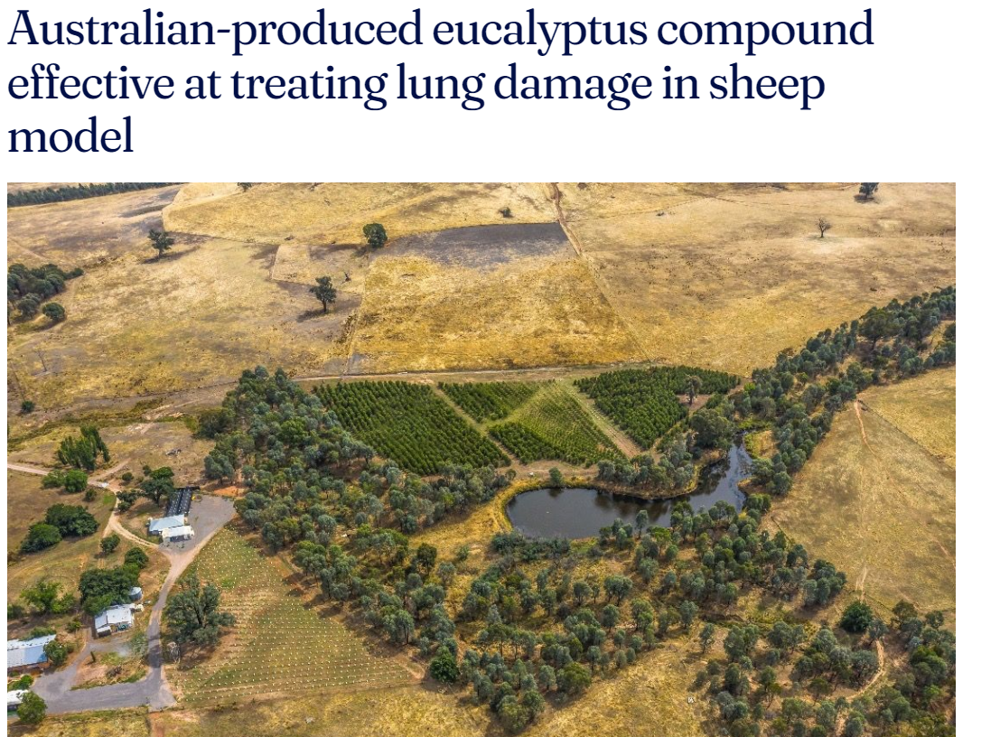 Australian-produced eucalyptus compound
effective at treating lung damage in sheep
model